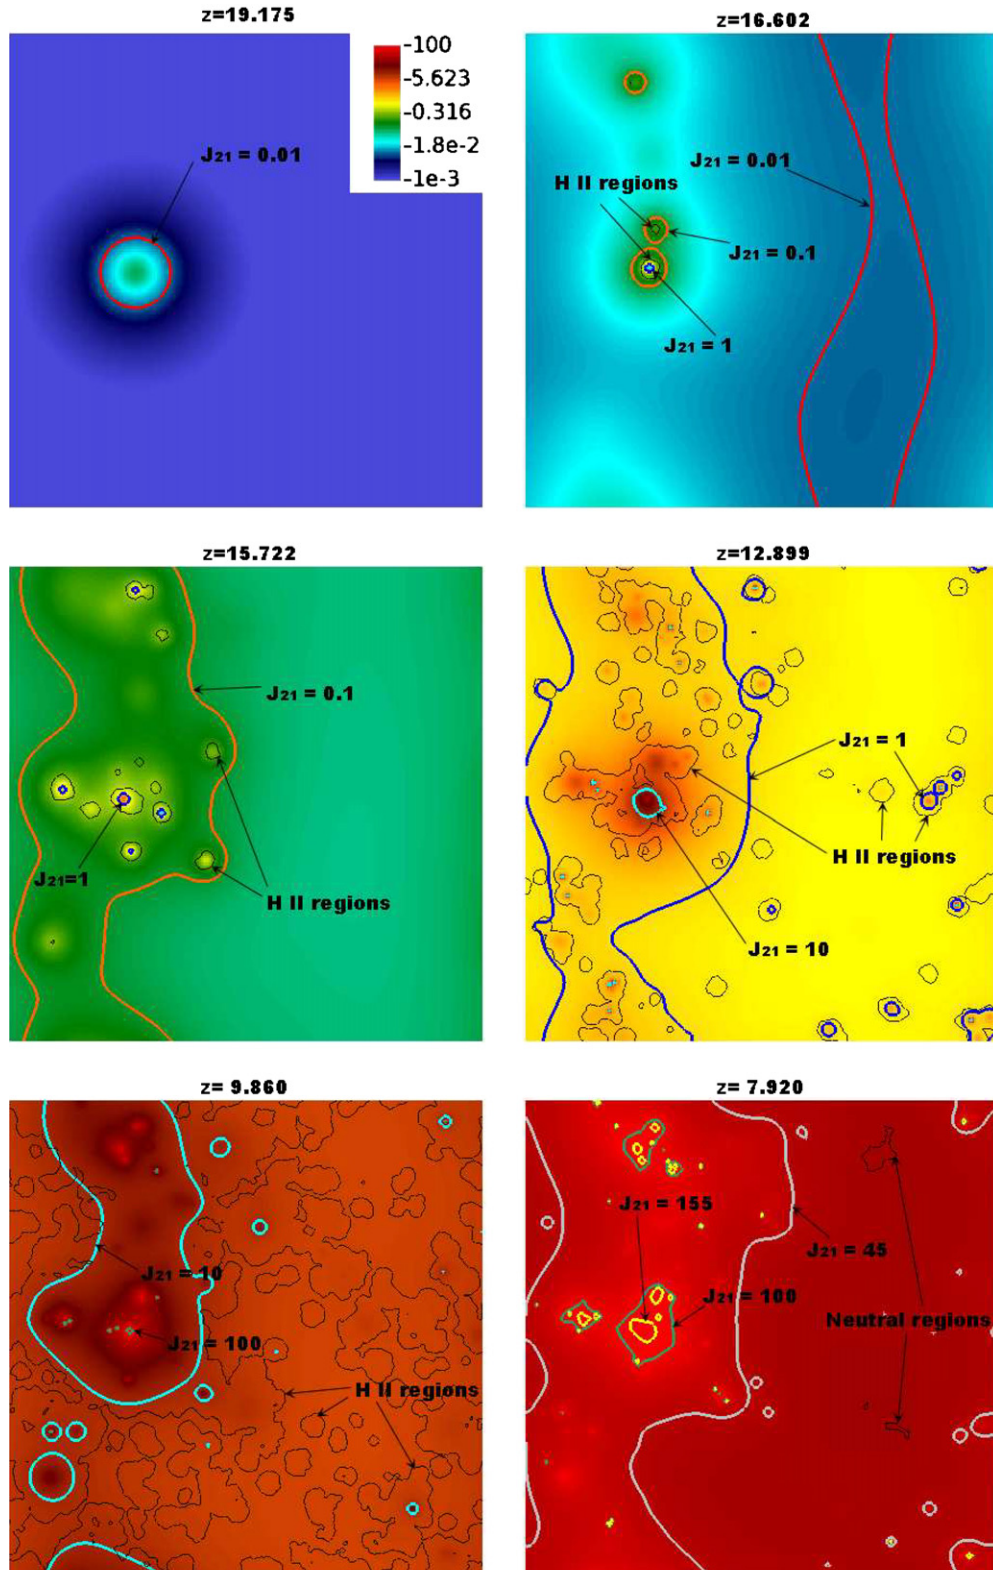 z=19.175
100
5.623
0.316
1.8e-2
1e-3
J21 = 0.01
z=16.602
J21 = 0.01
H II regions
J21 = 0.1
J21 = 1
z=15.722
J21 = 0.1
J21=1
H II regions
z=12.899
J21 = 1
H II regions
J21 = 10
z= 9.860
J21 = 10
J21 = 100
H II regions
z= 7.920
J21 = 155
J21 = 45
J21 = 100
Neutral regions